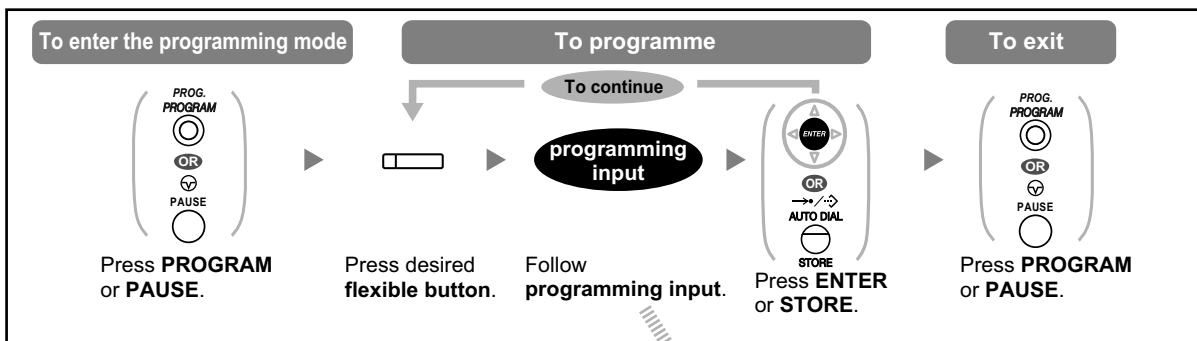 To enter the programming mode
To programme
To exit
To continue
PROG.
PROGRAM
OR
PAUSE
programming
input
ENTER
OR
AUTO DIAL
STORE
PROG.
PROGRAM
OR
PAUSE
Press PROGRAM
or PAUSE.
Press desired
flexible button.
Follow
programming input.
Press ENTER
or STORE.
Press PROGRAM
or PAUSE.